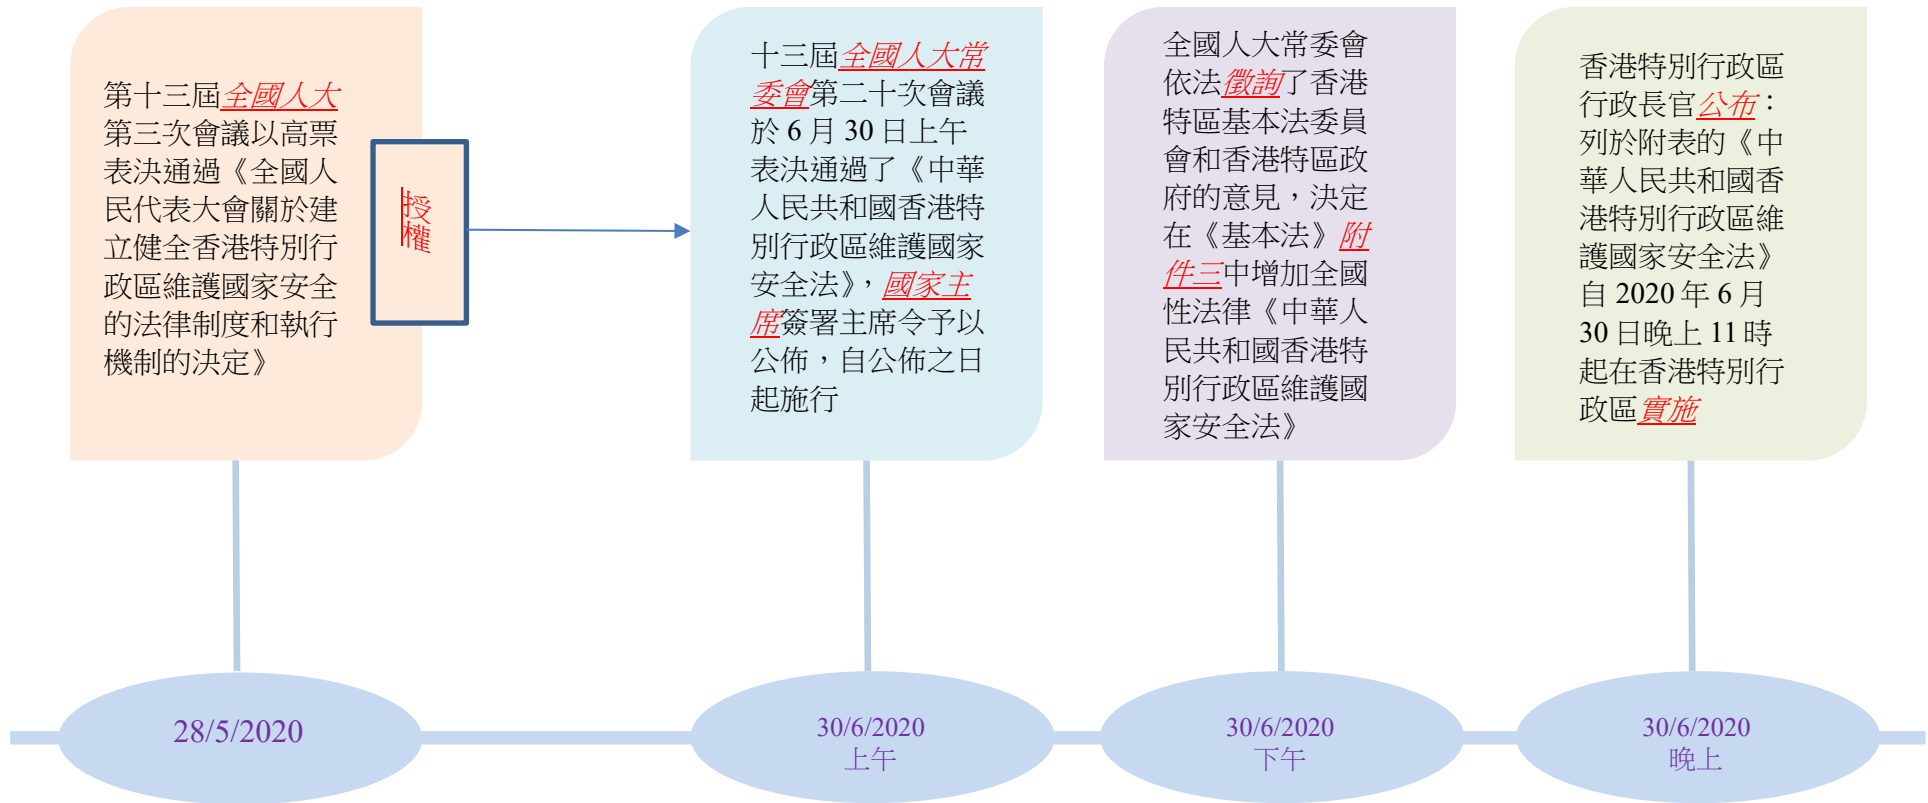 第十三屆全國人大
第三次會議以高票
表決通過《全國人
民代表大會關於建
立健全香港特別行
政區維護國家安全
的法律制度和執行
機制的決定》
授權
十三屆全國人大常
委會第二十次會議
於 6 月 30 日上午
表決通過了《中華
人民共和國香港特
別行政區維護國家
安全法》，國家主
席簽署主席令予以
公佈，自公佈之日
起施行
全國人大常委會
依法徵詢了香港
特區基本法委員
會和香港特區政
府的意見，決定
在《基本法》附
件三中增加全國
性法律《中華人
民共和國香港特
別行政區維護國
家安全法》
香港特別行政區
行政長官公布：
列於附表的《中
華人民共和國香
港特別行政區維
護國家安全法》
自 2020 年 6 月
30 日晚上 11 時
起在香港特別行
政區實施
28/5/2020
30/6/2020
上午
30/6/2020
下午
30/6/2020
晚上